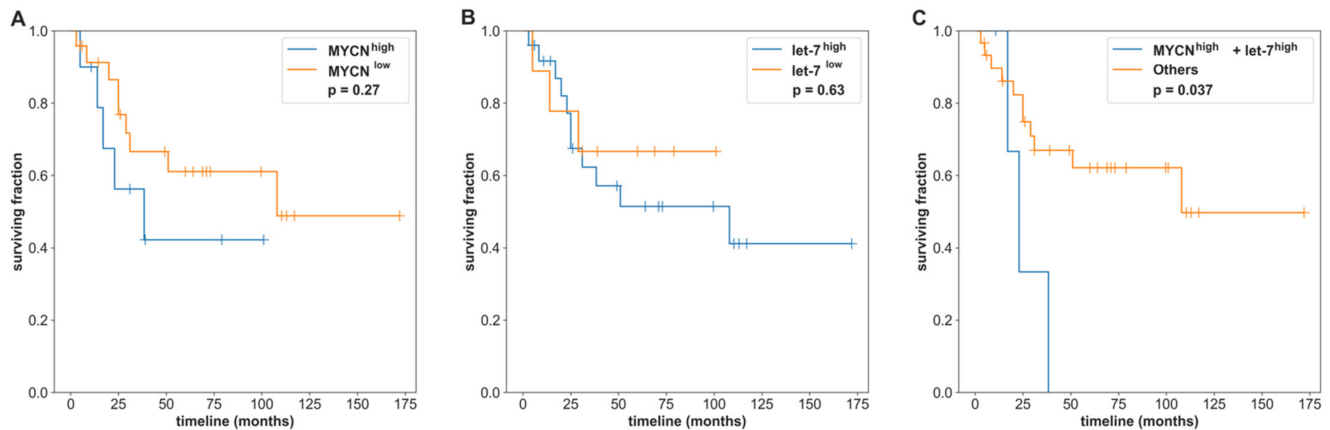 A
MYCN high
MYCN low
p = 0.27
1.0
0.8
0.6
0.4
0.2
0.0
surviving fraction
0 25 50 75 100 125 150 175
timeline (months)
B
let-7 high
let-7 low
p = 0.63
1.0
0.8
0.6
0.4
0.2
0.0
surviving fraction
0 25 50 75 100 125 150 175
timeline (months)
C
MYCN high + let-7 high
Others
p = 0.037
1.0
0.8
0.6
0.4
0.2
0.0
surviving fraction
0 25 50 75 100 125 150 175
timeline (months)